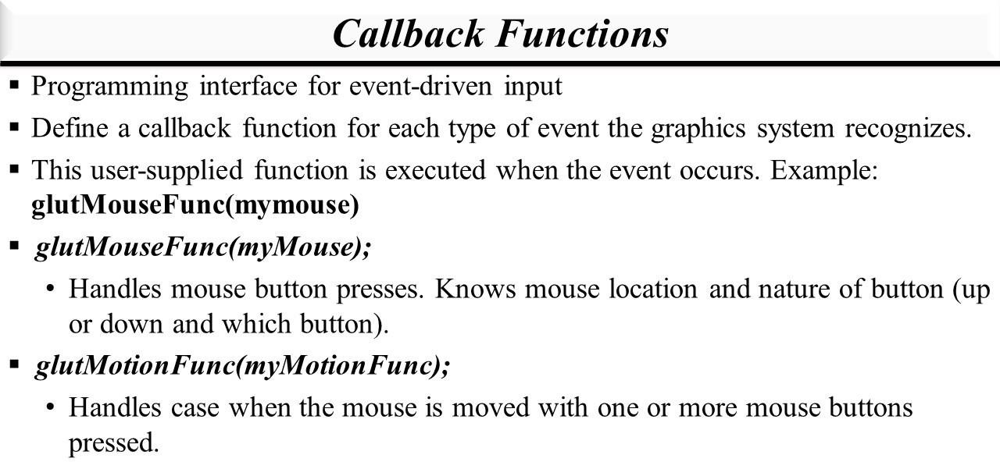 Callback Functions
▪ Programming interface for event-driven input
▪ Define a callback function for each type of event the graphics system recognizes.
▪ This user-supplied function is executed when the event occurs. Example:
glutMouseFunc(mymouse)
▪ glutMouseFunc(myMouse);
• Handles mouse button presses. Knows mouse location and nature of button (up
or down and which button).
▪ glutMotionFunc(myMotionFunc);
• Handles case when the mouse is moved with one or more mouse buttons
pressed.